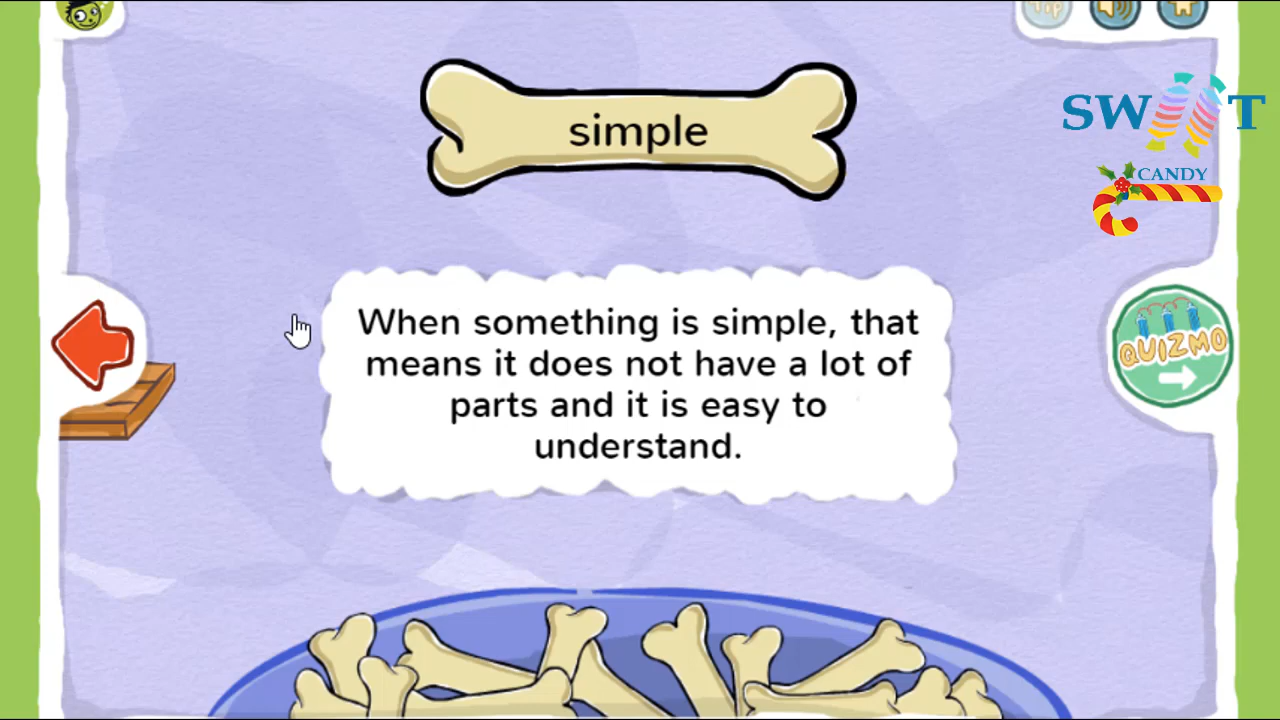 simple
When something is simple, that
means it does not have a lot of
parts and it is easy to
understand.
QUIZMO
CANDY